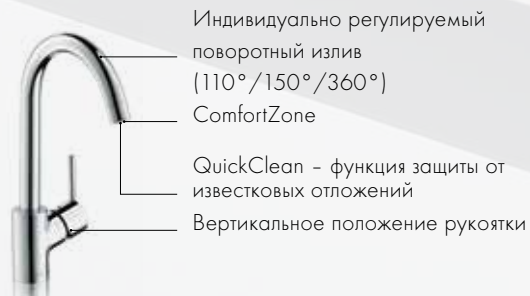 Индивидуально регулируемый
поворотный излив
(110°/150°/360°)
ComfortZone
QuickClean – функция защиты от
известковых отложений
Вертикальное положение рукоятки